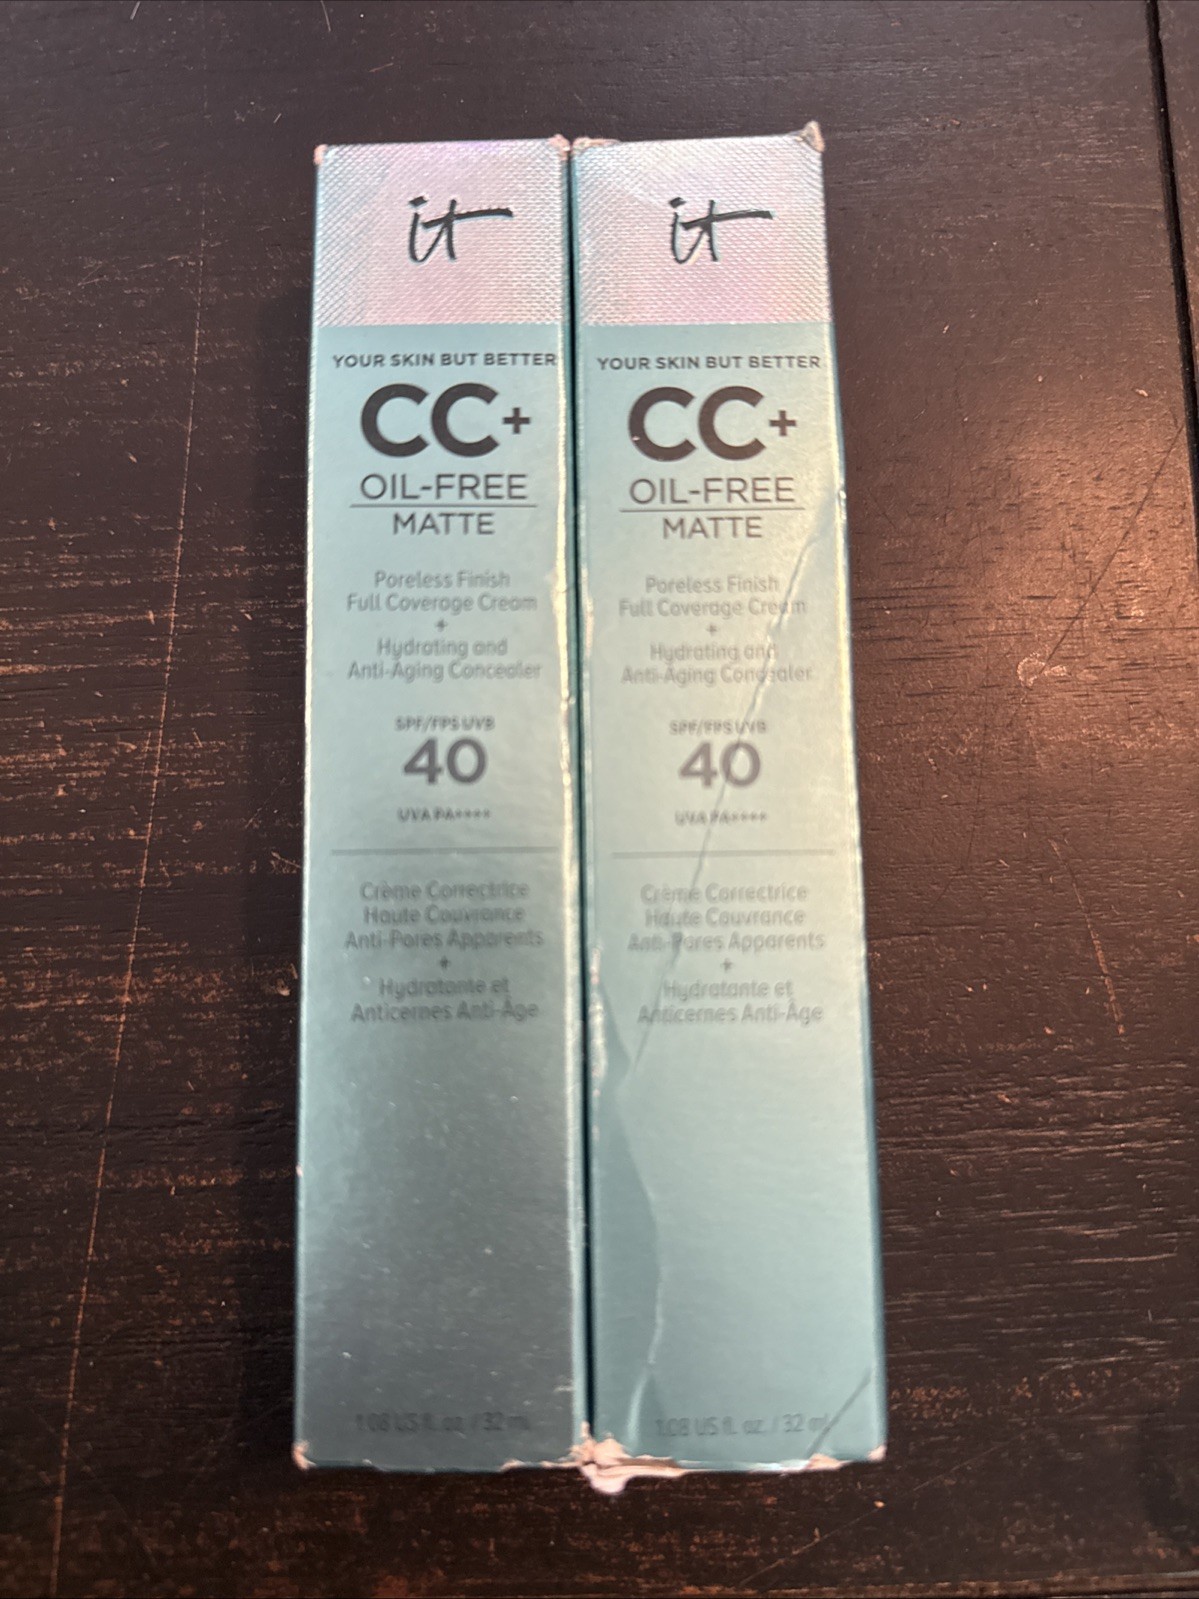 it
YOUR SKIN BUT BETTER
CC+
OIL-FREE
MATTE
Poreless Finish
Full Coverage Cream
+
Hydrating and
Anti-Aging Concealer
SPF/FPS UVB
40
UVA PA++++
Crème Correctrice
Haute Couvrance
Anti-Pores Apparents
+
Hydratante et
Anticernes Anti-Âge
1.08 US fl. oz. / 32 ml
it
YOUR SKIN BUT BETTER
CC+
OIL-FREE
MATTE
Poreless Finish
Full Coverage Cream
+
Hydrating and
Anti-Aging Concealer
SPF/FPS UVB
40
UVA PA++++
Crème Correctrice
Haute Couvrance
Anti-Pores Apparents
+
Hydratante et
Anticernes Anti-Âge
1.08 US fl. oz. / 32 ml